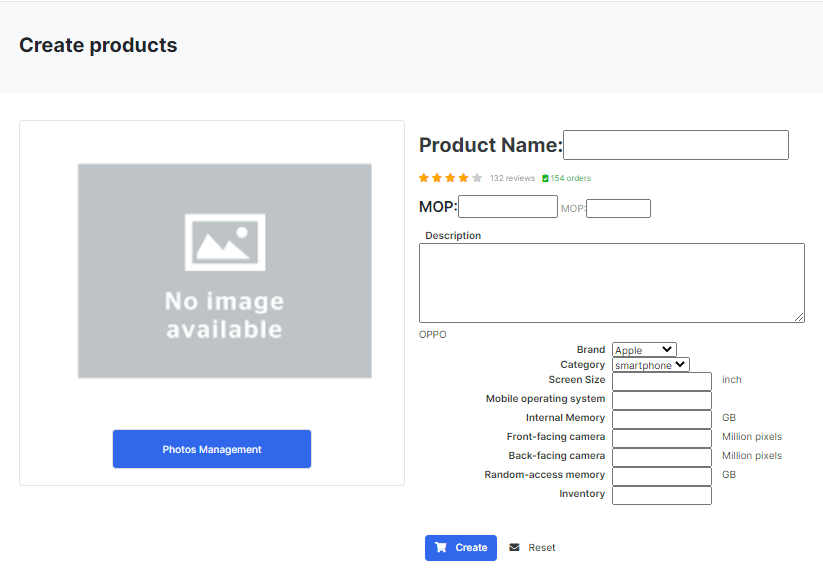 Create products
No image
available
Photos Management
Product Name:
132 reviews 154 orders
MOP: MOP:
Description
OPPO
Brand Apple
Category smartphone
Screen Size inch
Mobile operating system
Internal Memory GB
Front-facing camera Million pixels
Back-facing camera Million pixels
Random-access memory GB
Inventory
Create Reset